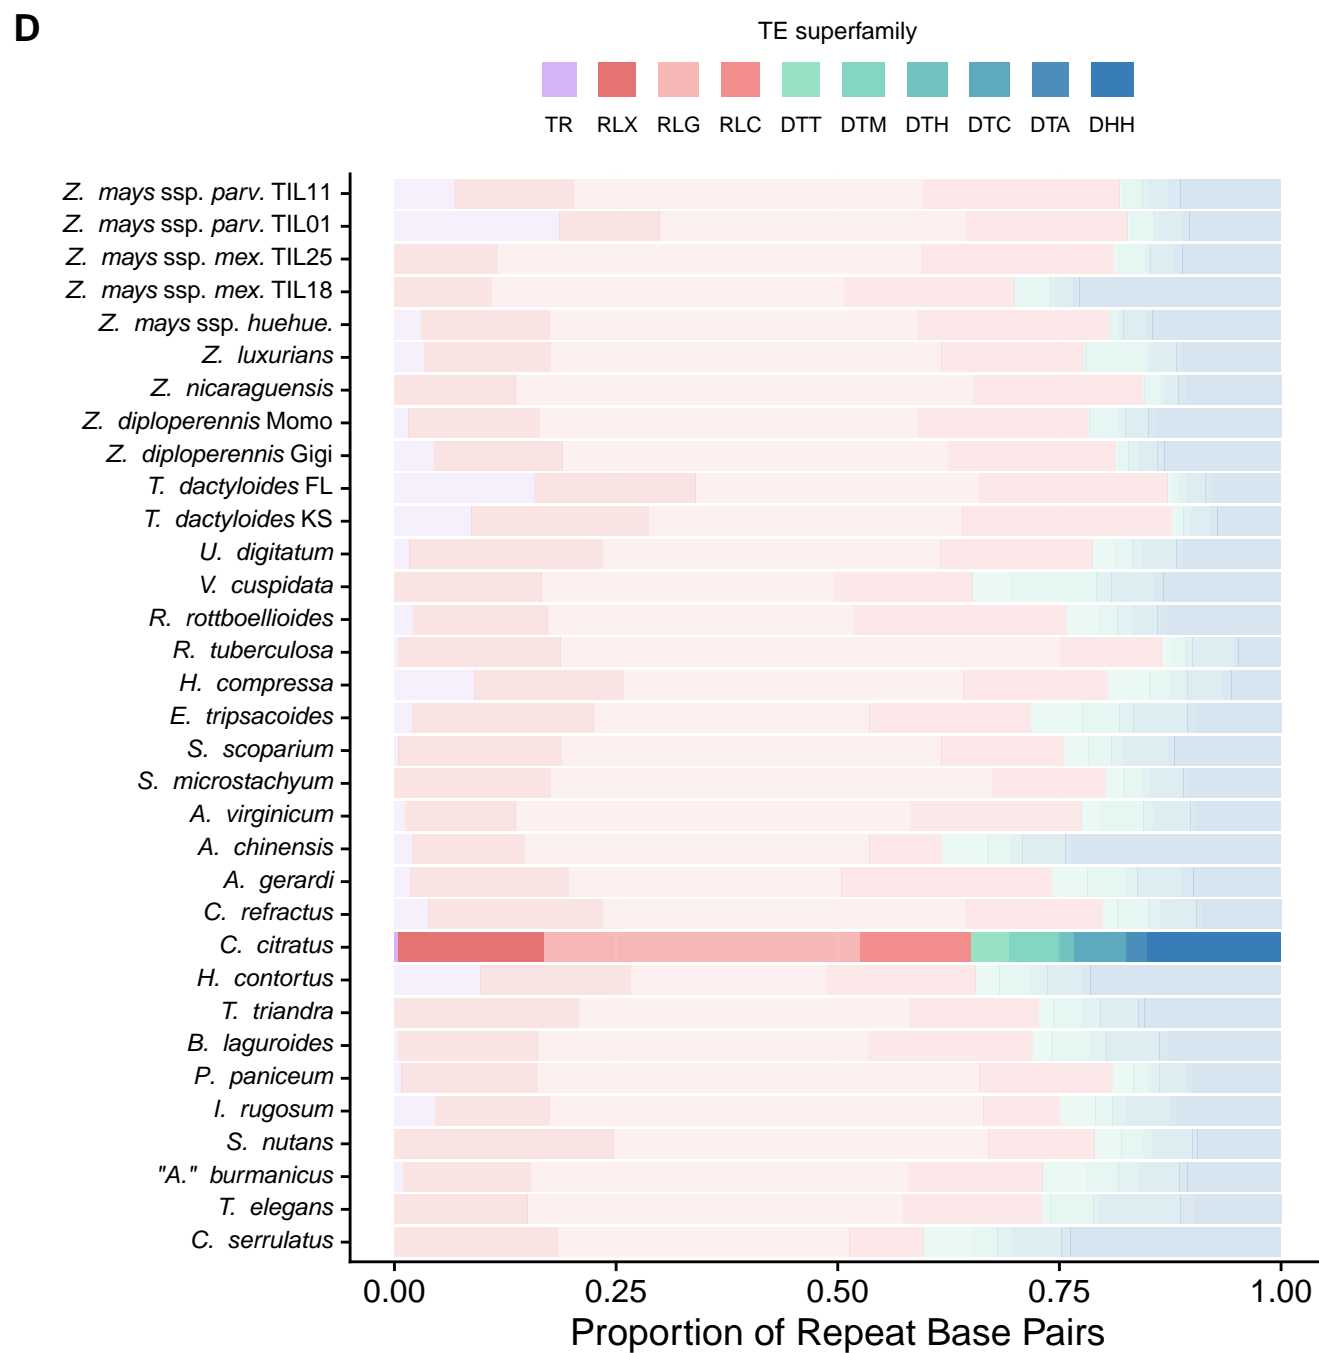 D
TE superfamily
TR RLX RLG RLC DTT DTM DTH DTC DTA DHH
Z. mays ssp. parv. TIL11
Z. mays ssp. parv. TIL01
Z. mays ssp. mex. TIL25
Z. mays ssp. mex. TIL18
Z. mays ssp. huehue.
Z. luxurians
Z. nicaraguensis
Z. diploperennis Momo
Z. diploperennis Gigi
T. dactyloides FL
T. dactyloides KS
U. digitatum
V. cuspidata
R. rottboellioides
R. tuberculosa
H. compressa
E. tripsacoides
S. scoparium
S. microstachyum
A. virginicum
A. chinensis
A. gerardi
C. refractus
C. citratus
H. contortus
T. triandra
B. laguroides
P. paniceum
I. rugosum
S. nutans
"A." burmanicus
T. elegans
C. serrulatus
0.00 0.25 0.50 0.75 1.00
Proportion of Repeat Base Pairs